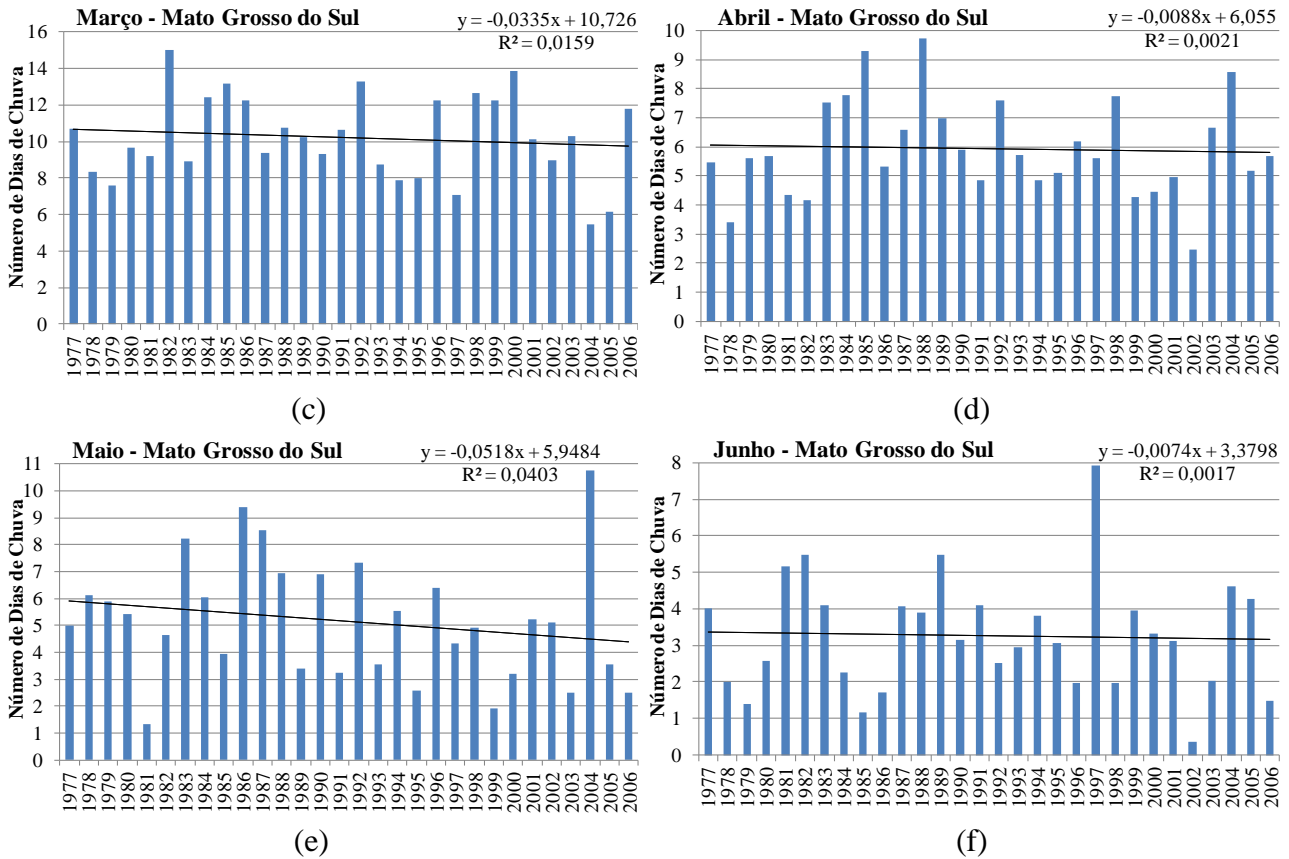 Março - Mato Grosso do Sul
y = -0,0335x + 10,726
R² = 0,0159
Número de Dias de Chuva
16
14
12
10
8
6
4
2
0
1977 1978 1979 1980 1981 1982 1983 1984 1985 1986 1987 1988 1989 1990 1991 1992 1993 1994 1995 1996 1997 1998 1999 2000 2001 2002 2003 2004 2005 2006
(c)
Abril - Mato Grosso do Sul
y = -0,0088x + 6,055
R² = 0,0021
Número de Dias de Chuva
10
9
8
7
6
5
4
3
2
1
0
1977 1978 1979 1980 1981 1982 1983 1984 1985 1986 1987 1988 1989 1990 1991 1992 1993 1994 1995 1996 1997 1998 1999 2000 2001 2002 2003 2004 2005 2006
(d)
Maio - Mato Grosso do Sul
y = -0,0518x + 5,9484
R² = 0,0403
Número de Dias de Chuva
11
10
9
8
7
6
5
4
3
2
1
0
1977 1978 1979 1980 1981 1982 1983 1984 1985 1986 1987 1988 1989 1990 1991 1992 1993 1994 1995 1996 1997 1998 1999 2000 2001 2002 2003 2004 2005 2006
(e)
Junho - Mato Grosso do Sul
y = -0,0074x + 3,3798
R² = 0,0017
Número de Dias de Chuva
8
7
6
5
4
3
2
1
0
1977 1978 1979 1980 1981 1982 1983 1984 1985 1986 1987 1988 1989 1990 1991 1992 1993 1994 1995 1996 1997 1998 1999 2000 2001 2002 2003 2004 2005 2006
(f)